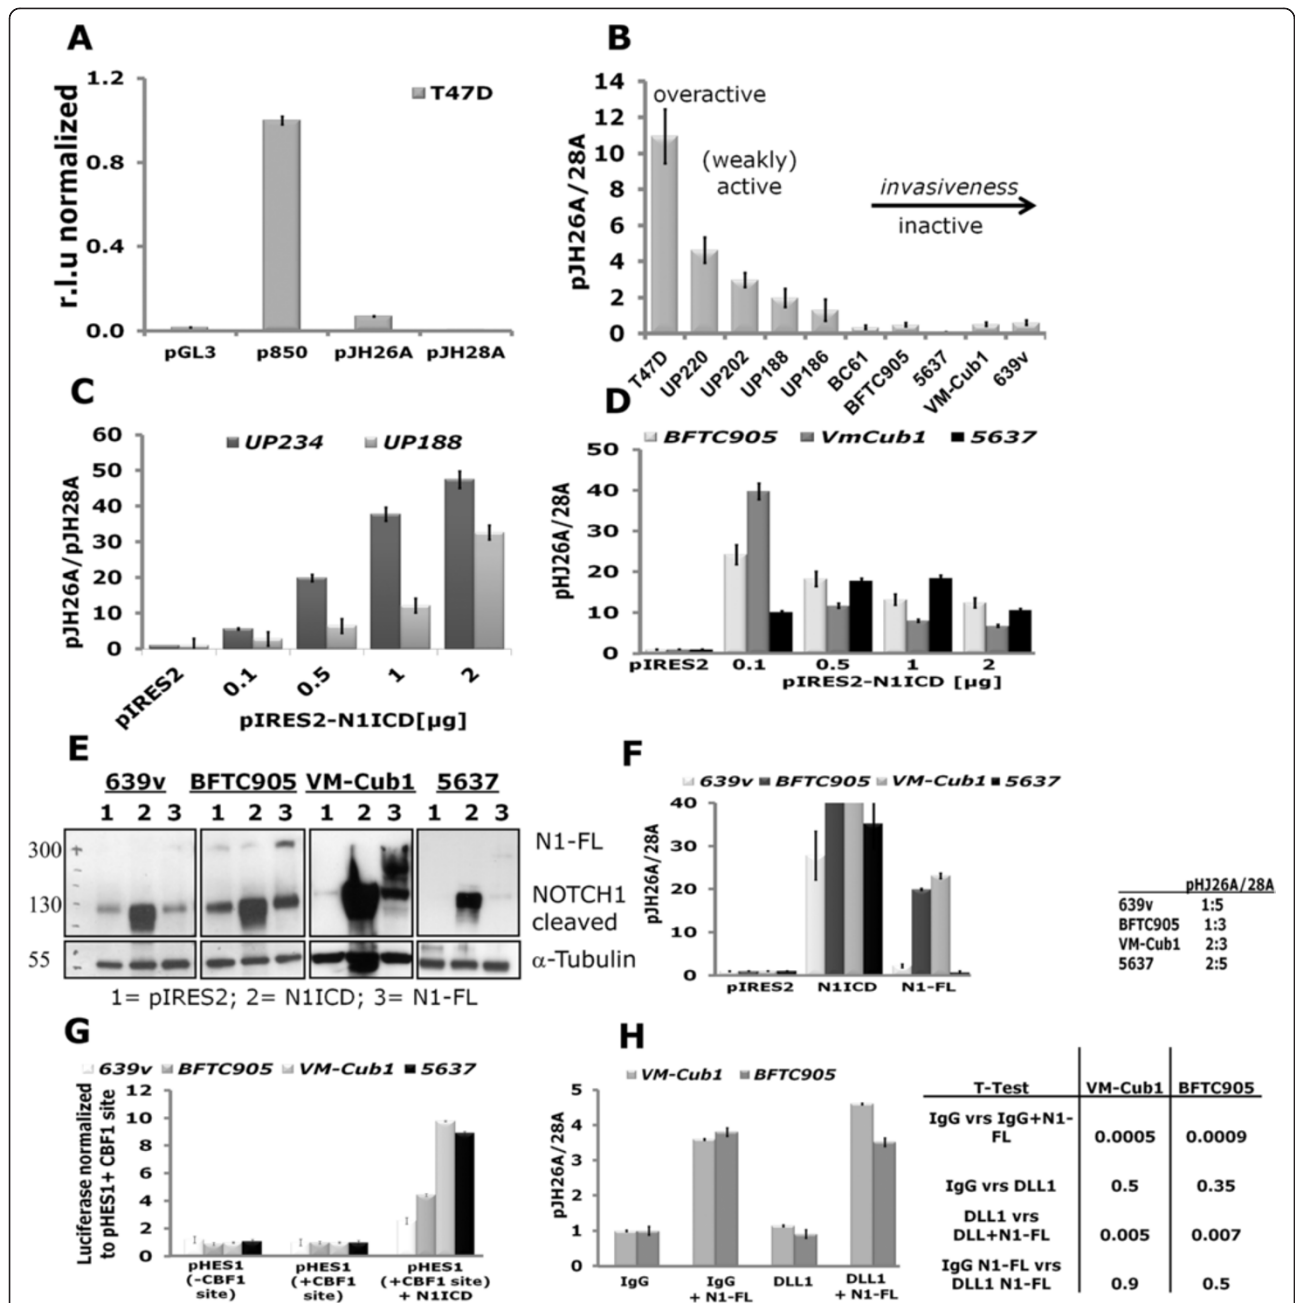 A
1.2
0.8
0.4
0.0
r.l.u normalized
T47D
pGL3 p850 pJH26A pJH28A
B
14
12
10
8
6
4
2
0
pJH26A/28A
overactive
(weakly)
active
invasiveness
inactive
T47D UP220 UP202 UP188 UP186 BC61 BFTC905 5637 VM-Cub1 639v
C
60
50
40
30
20
10
0
pJH26A/pJH28A
UP234 UP188
pIRES2 0.1 0.5 1 2
pIRES2-N1ICD[µg]
D
BFTC905 VmCub1 5637
50
40
30
20
10
0
pHJ26A/28A
pIRES2 0.1 0.5 1 2
pIRES2-N1ICD [µg]
E
639v BFTC905 VM-Cub1 5637
1 2 3 1 2 3 1 2 3 1 2 3
300
130
55
N1-FL
NOTCH1
cleaved
α-Tubulin
1= pIRES2; 2= N1ICD; 3= N1-FL
F
639v BFTC905 VM-Cub1 5637
40
30
20
10
0
pJH26A/28A
pIRES2 N1ICD N1-FL
pHJ26A/28A
639v 1:5
BFTC905 1:3
VM-Cub1 2:3
5637 2:5
G
639v BFTC905 VM-Cub1 5637
12
10
8
6
4
2
0
Luciferase normalized
to pHES1+ CBF1 site
pHES1
(-CBF1
site)
pHES1
(+CBF1
site)
pHES1
(+CBF1 site)
+ N1ICD
H
VM-Cub1 BFTC905
5
4
3
2
1
0
pJH26A/28A
IgG
IgG
+ N1-FL
DLL1
DLL1
+ N1-FL
T-Test VM-Cub1 BFTC905
IgG vrs IgG+N1-
FL 0.0005 0.0009
IgG vrs DLL1 0.5 0.35
DLL1 vrs
DLL+N1-FL 0.005 0.007
IgG N1-FL vrs
DLL1 N1-FL 0.9 0.5